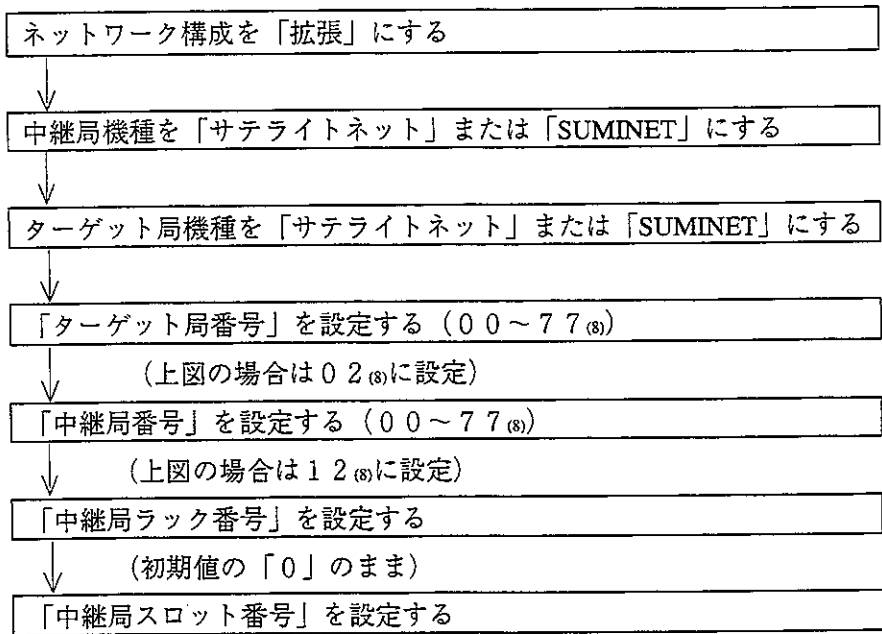 ネットワーク構成を「拡張」にする
中継局機種を「サテライトネット」または「SUMINET」にする
ターゲット局機種を「サテライトネット」または「SUMINET」にする
「ターゲット局番号」を設定する(００～７７(8))
(上図の場合は０２(8)に設定)
「中継局番号」を設定する(００～７７(8))
(上図の場合は１２(8)に設定)
「中継局ラック番号」を設定する
(初期値の「０」のまま)
「中継局スロット番号」を設定する